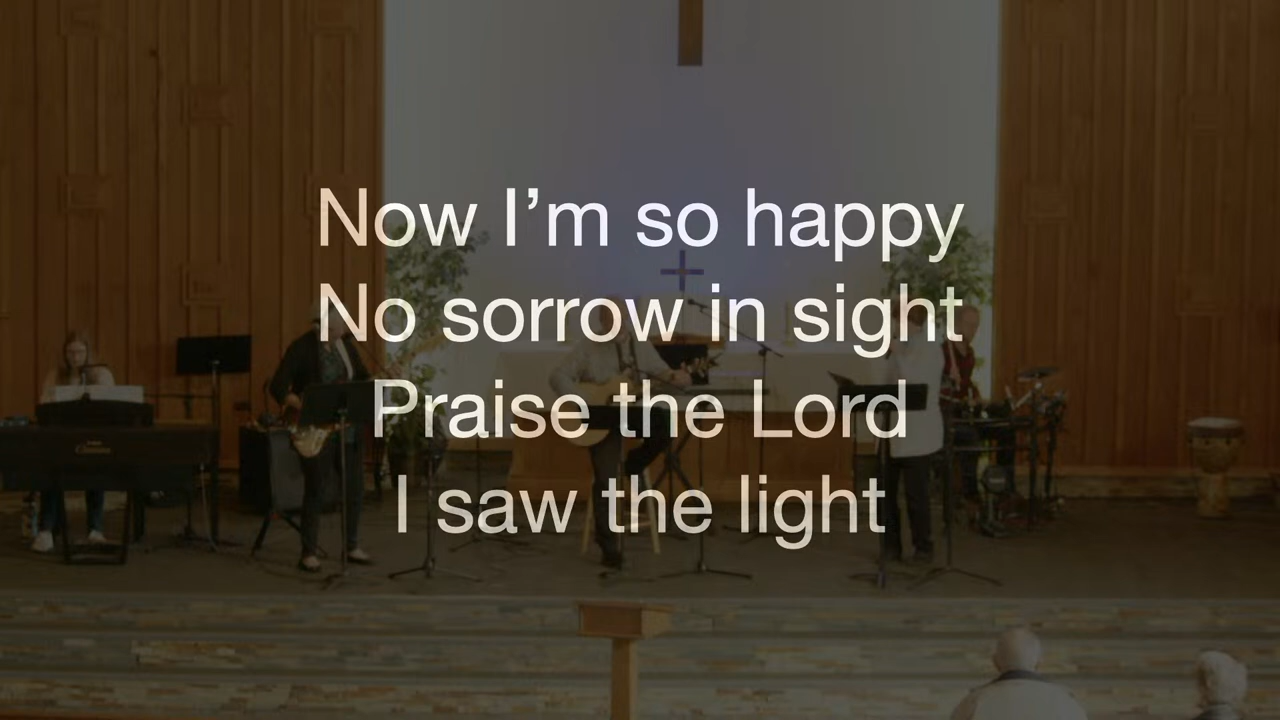 Now I’m so happy
No sorrow in sight
Praise the Lord
I saw the light